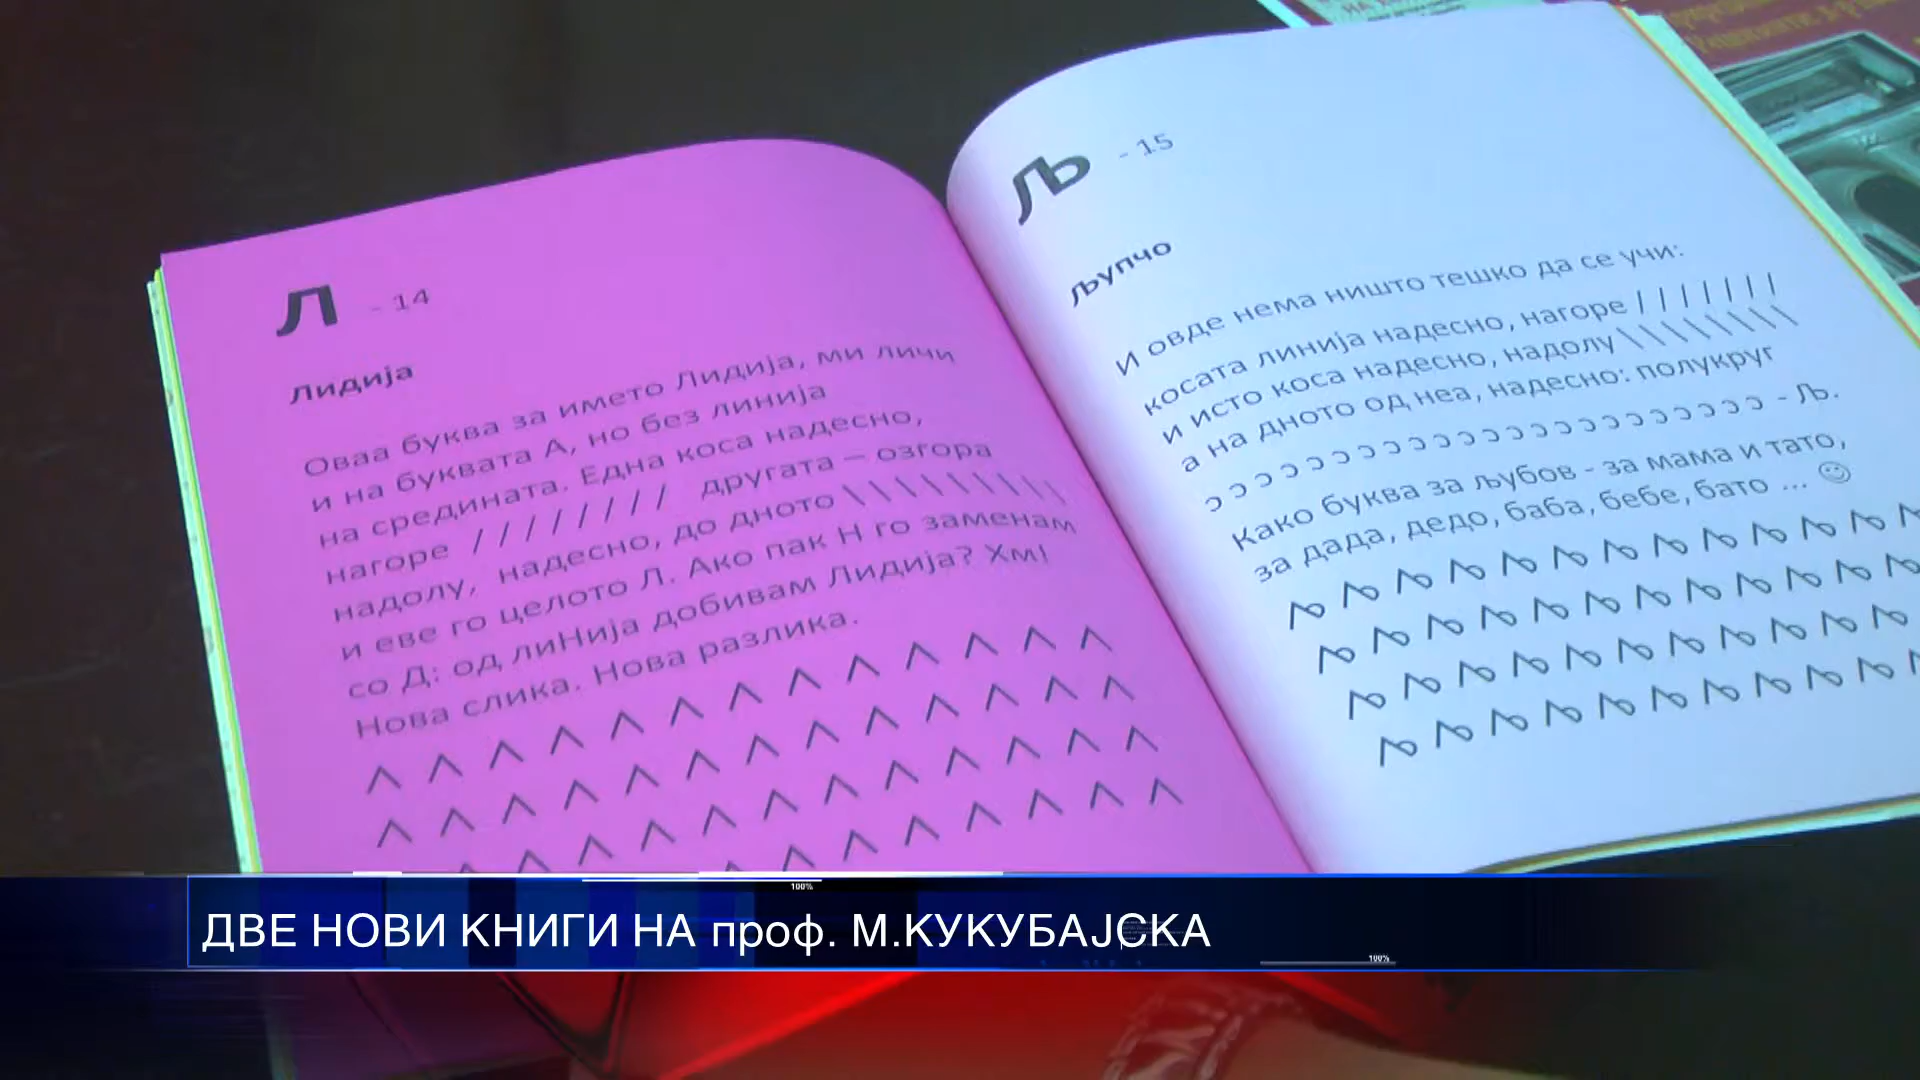 Л - 14
Лидија
Оваа буква за името Лидија, ми личи
и на буквата А, но без линија
на средината. Една коса надесно,
нагоре / / / / / / / / другата – озгора
надолу, надесно, до дното \ \ \ \ \ \ \ \ \ \
и еве го целото Л. Ако пак Н го заменам
со Д: од лиНија добивам Лидија? Хм!
Нова слика. Нова разлика.
Љ - 15
Љупчо
И овде нема ништо тешко да се учи:
косата линија надесно, нагоре / / / / / / /
и исто коса надесно, надолу \ \ \ \ \ \ \ \ \
а на дното од неа, надесно: полукруг
ɔ ɔ ɔ ɔ ɔ ɔ ɔ ɔ ɔ ɔ ɔ ɔ ɔ ɔ ɔ ɔ ɔ ɔ ɔ ɔ ɔ ɔ - Љ.
Како буква за љубов - за мама и тато,
за дада, дедо, баба, бебе, бато ... ☺
100%
ДВЕ НОВИ КНИГИ НА проф. М.КУКУБАЈСКА
100%